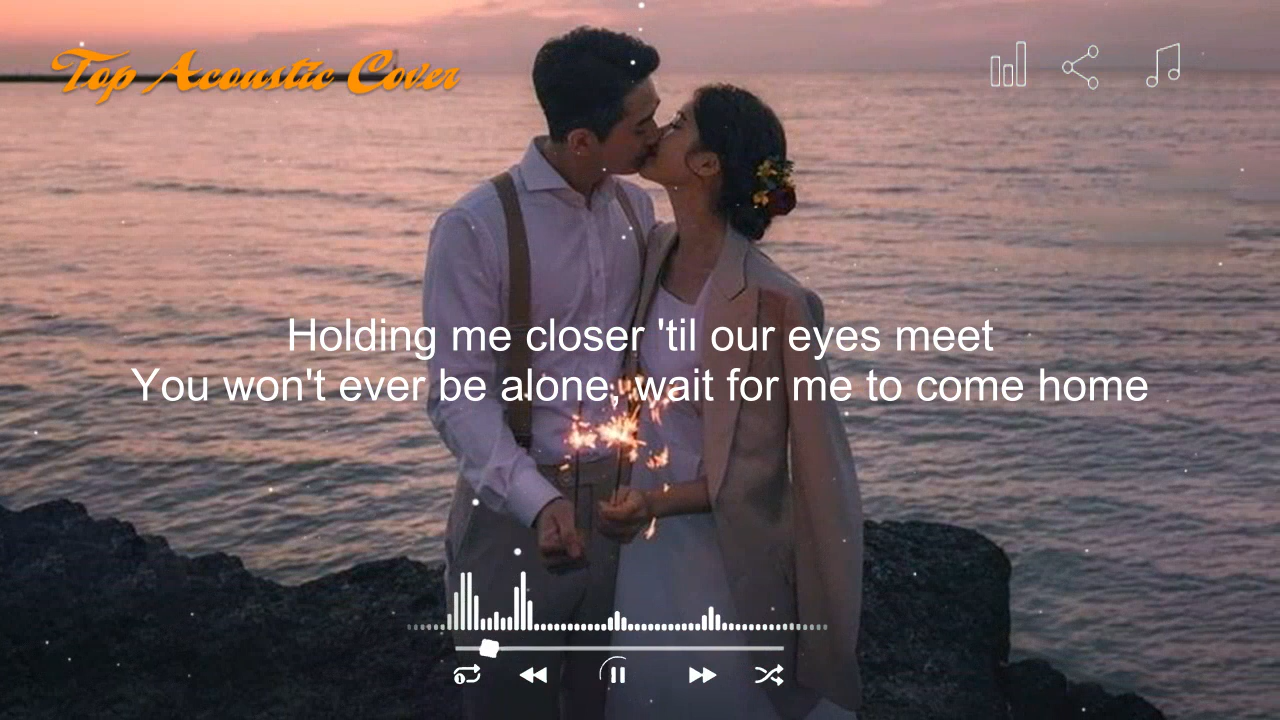 Top Acoustic Cover
Holding me closer 'til our eyes meet
You won't ever be alone, wait for me to come home